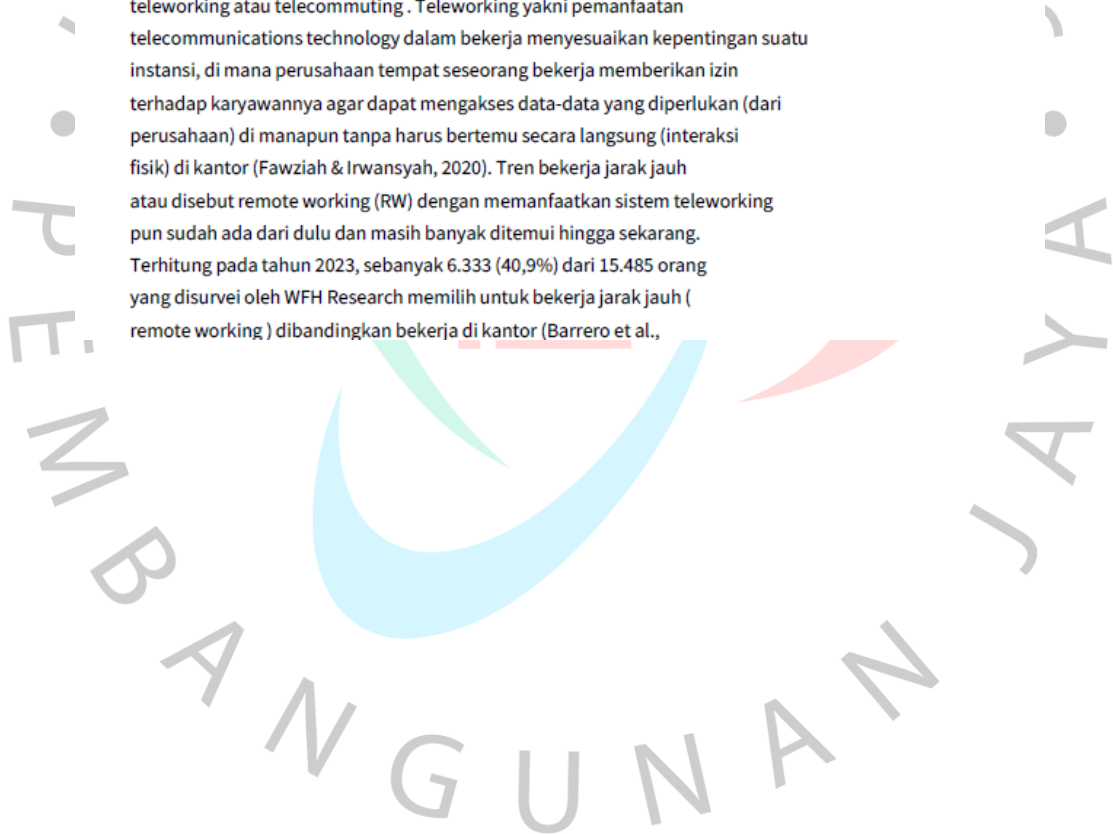 teleworking atau telecommuting . Teleworking yakni pemanfaatan
telecommunications technology dalam bekerja menyesuaikan kepentingan suatu
instansi, di mana perusahaan tempat seseorang bekerja memberikan izin
terhadap karyawannya agar dapat mengakses data-data yang diperlukan (dari
perusahaan) di manapun tanpa harus bertemu secara langsung (interaksi
fisik) di kantor (Fawziah & Irwansyah, 2020). Tren bekerja jarak jauh
atau disebut remote working (RW) dengan memanfaatkan sistem teleworking
pun sudah ada dari dulu dan masih banyak ditemui hingga sekarang.
Terhitung pada tahun 2023, sebanyak 6.333 (40,9%) dari 15.485 orang
yang disurvei oleh WFH Research memilih untuk bekerja jarak jauh (
remote working ) dibandingkan bekerja di kantor (Barrero et al.,
PEMBANGUNAN JAYA